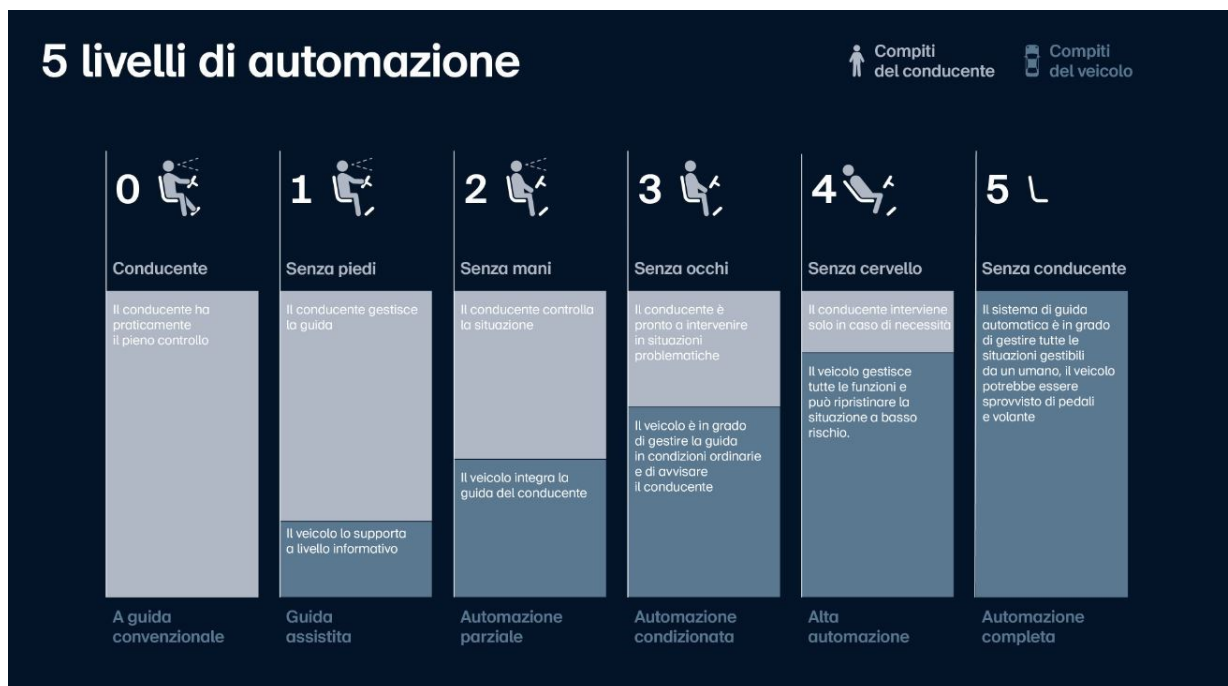 5 livelli di automazione
Compiti
del conducente
Compiti
del veicolo
0
Conducente
Il conducente ha
praticamente
il pieno controllo
A guida
convenzionale
1
Senza piedi
Il conducente gestisce
la guida
Il veicolo lo supporta
a livello informativo
Guida
assistita
2
Senza mani
Il conducente controlla
la situazione
Il veicolo integra la
guida del conducente
Automazione
parziale
3
Senza occhi
Il conducente è
pronto a intervenire
in situazioni
problematiche
Il veicolo è in grado
di gestire la guida
in condizioni ordinarie
e di avvisare
il conducente
Automazione
condizionata
4
Senza cervello
Il conducente interviene
solo in caso di necessità
Il veicolo gestisce
tutte le funzioni e
può ripristinare la
situazione a basso
rischio.
Alta
automazione
5
Senza conducente
Il sistema di guida
automatica è in grado
di gestire tutte le
situazioni gestibili
da un umano, il veicolo
potrebbe essere
sprovvisto di pedali
e volante
Automazione
completa